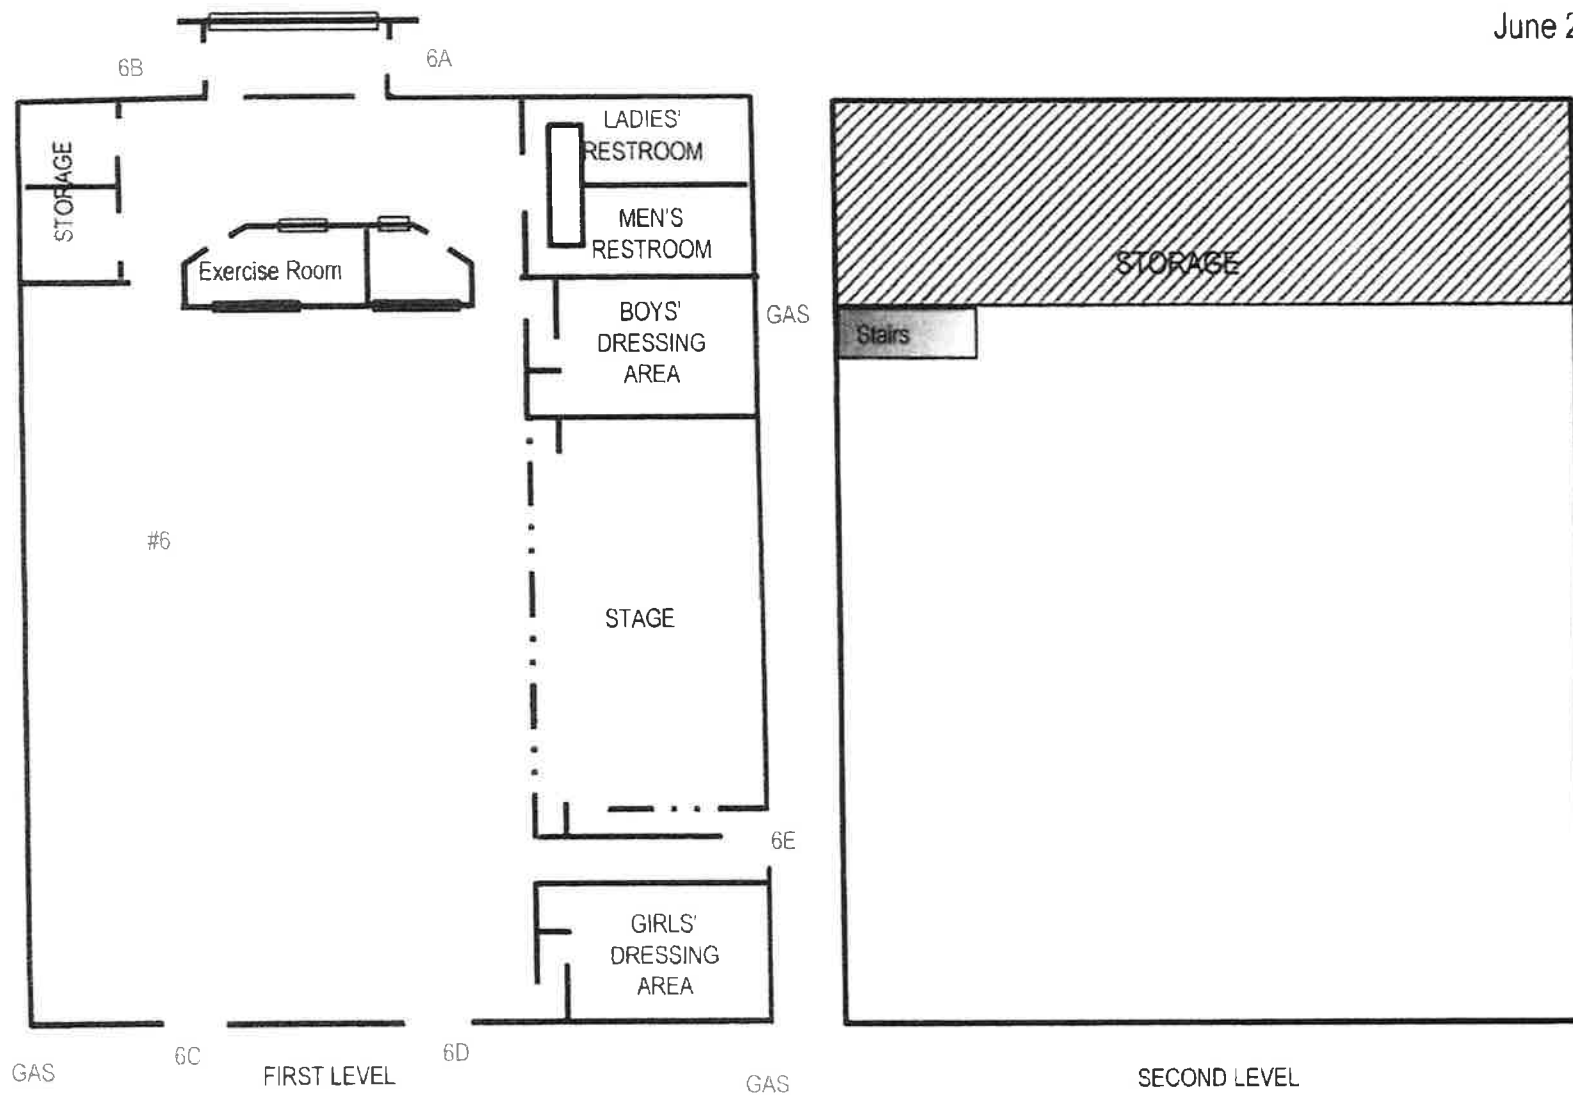 June 2
6B
6A
LADIES'
RESTROOM
STORAGE
MEN'S
RESTROOM
Exercise Room
STORAGE
BOYS'
DRESSING
AREA
GAS
Stairs
#6
STAGE
6E
GIRLS'
DRESSING
AREA
6C
6D
GAS
FIRST LEVEL
GAS
SECOND LEVEL